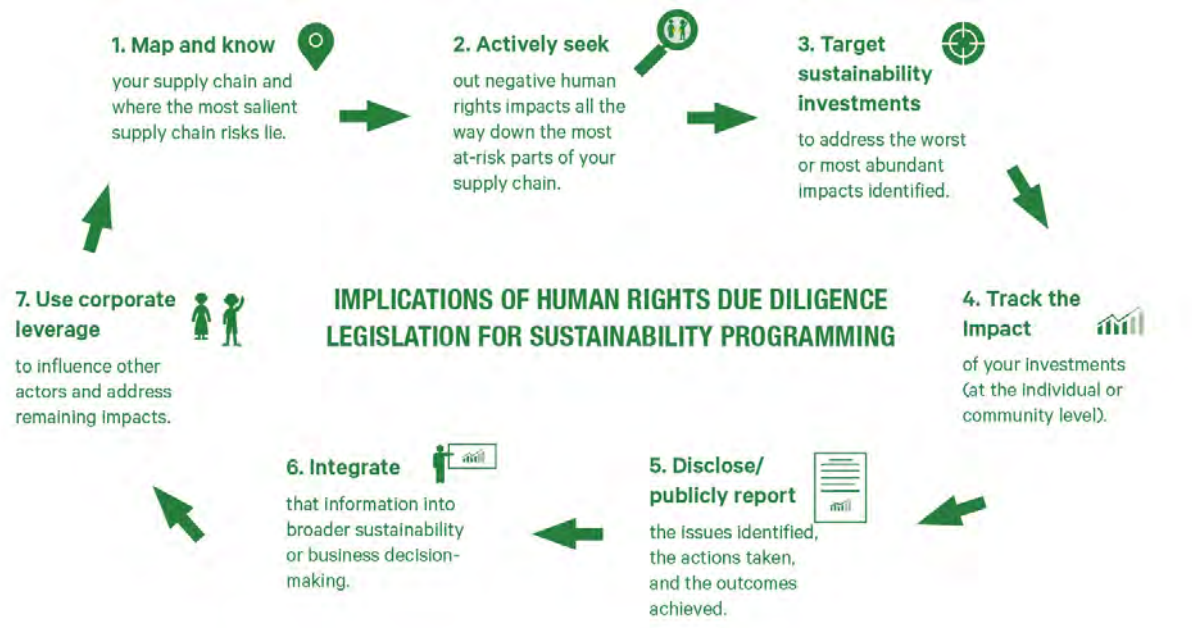 1. Map and know
your supply chain and
where the most salient
supply chain risks lie.
2. Actively seek
out negative human
rights impacts all the
way down the most
at-risk parts of your
supply chain.
3. Target
sustainability
investments
to address the worst
or most abundant
impacts identified.
IMPLICATIONS OF HUMAN RIGHTS DUE DILIGENCE
LEGISLATION FOR SUSTAINABILITY PROGRAMMING
4. Track the
Impact
of your investments
(at the individual or
community level).
5. Disclose/
publicly report
the issues identified,
the actions taken,
and the outcomes
achieved.
6. Integrate
that information into
broader sustainability
or business decision-
making.
7. Use corporate
leverage
to influence other
actors and address
remaining impacts.